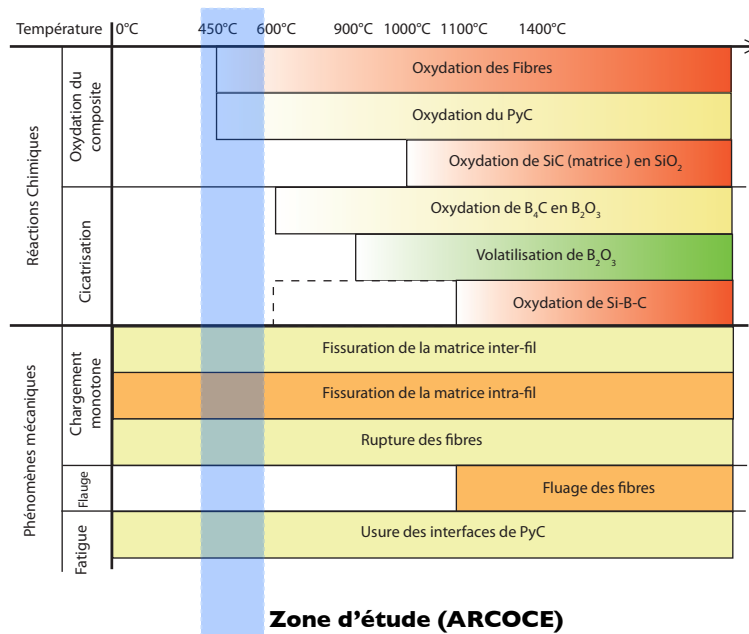 Température 0°C 450°C 600°C 900°C 1000°C 1100°C 1400°C
Réactions Chimiques
Oxydation du
composite
Oxydation des Fibres
Oxydation du PyC
Oxydation de SiC (matrice ) en SiO₂
Cicatrisation
Oxydation de B₄C en B₂O₃
Volatilisation de B₂O₃
Oxydation de Si-B-C
Phénomènes mécaniques
Chargement
monotone
Fissuration de la matrice inter-fil
Fissuration de la matrice intra-fil
Rupture des fibres
Flauge
Fluage des fibres
Fatigue
Usure des interfaces de PyC
Zone d'étude (ARCOCE)